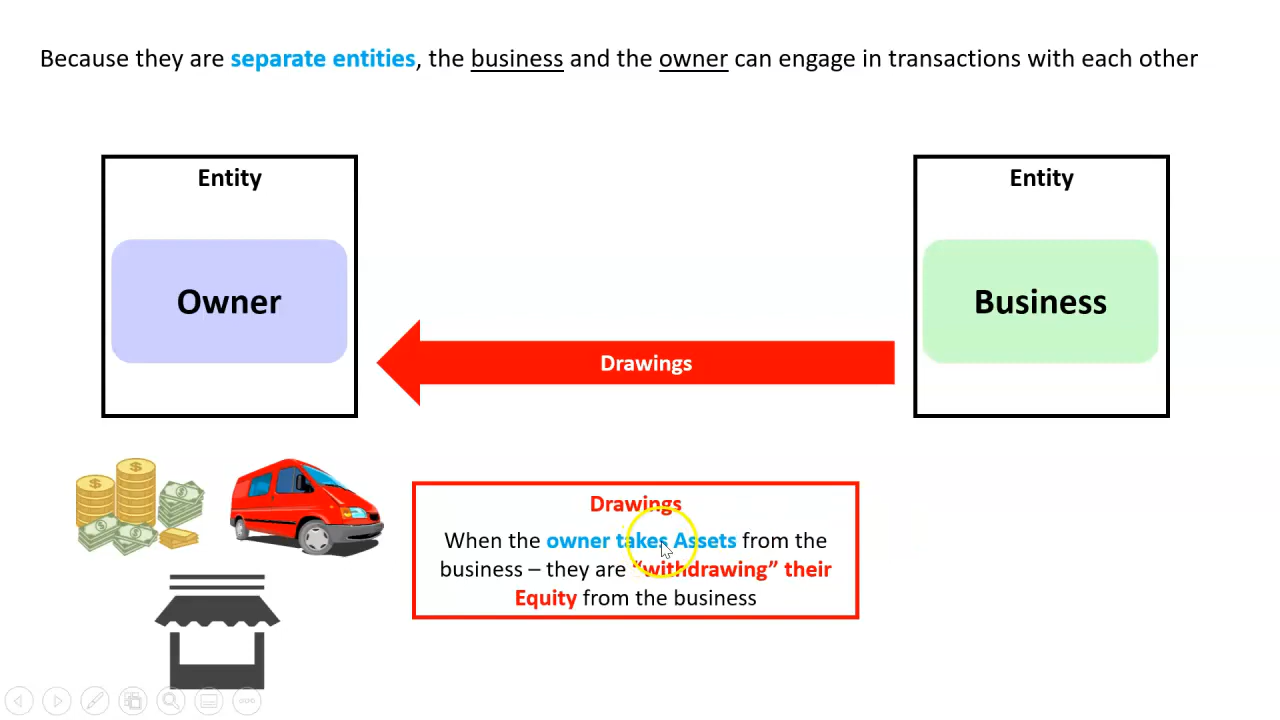 Because they are separate entities, the business and the owner can engage in transactions with each other
Entity
Owner
Entity
Business
Drawings
Drawings
When the owner takes Assets from the
business – they are “withdrawing” their
Equity from the business